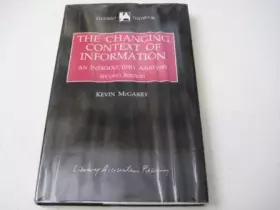 THE CHANGING
CONTEXT OF
INFORMATION
AN INTRODUCTORY ANALYSIS
SECOND EDITION
KEVIN McGARRY
Library Association Publishing